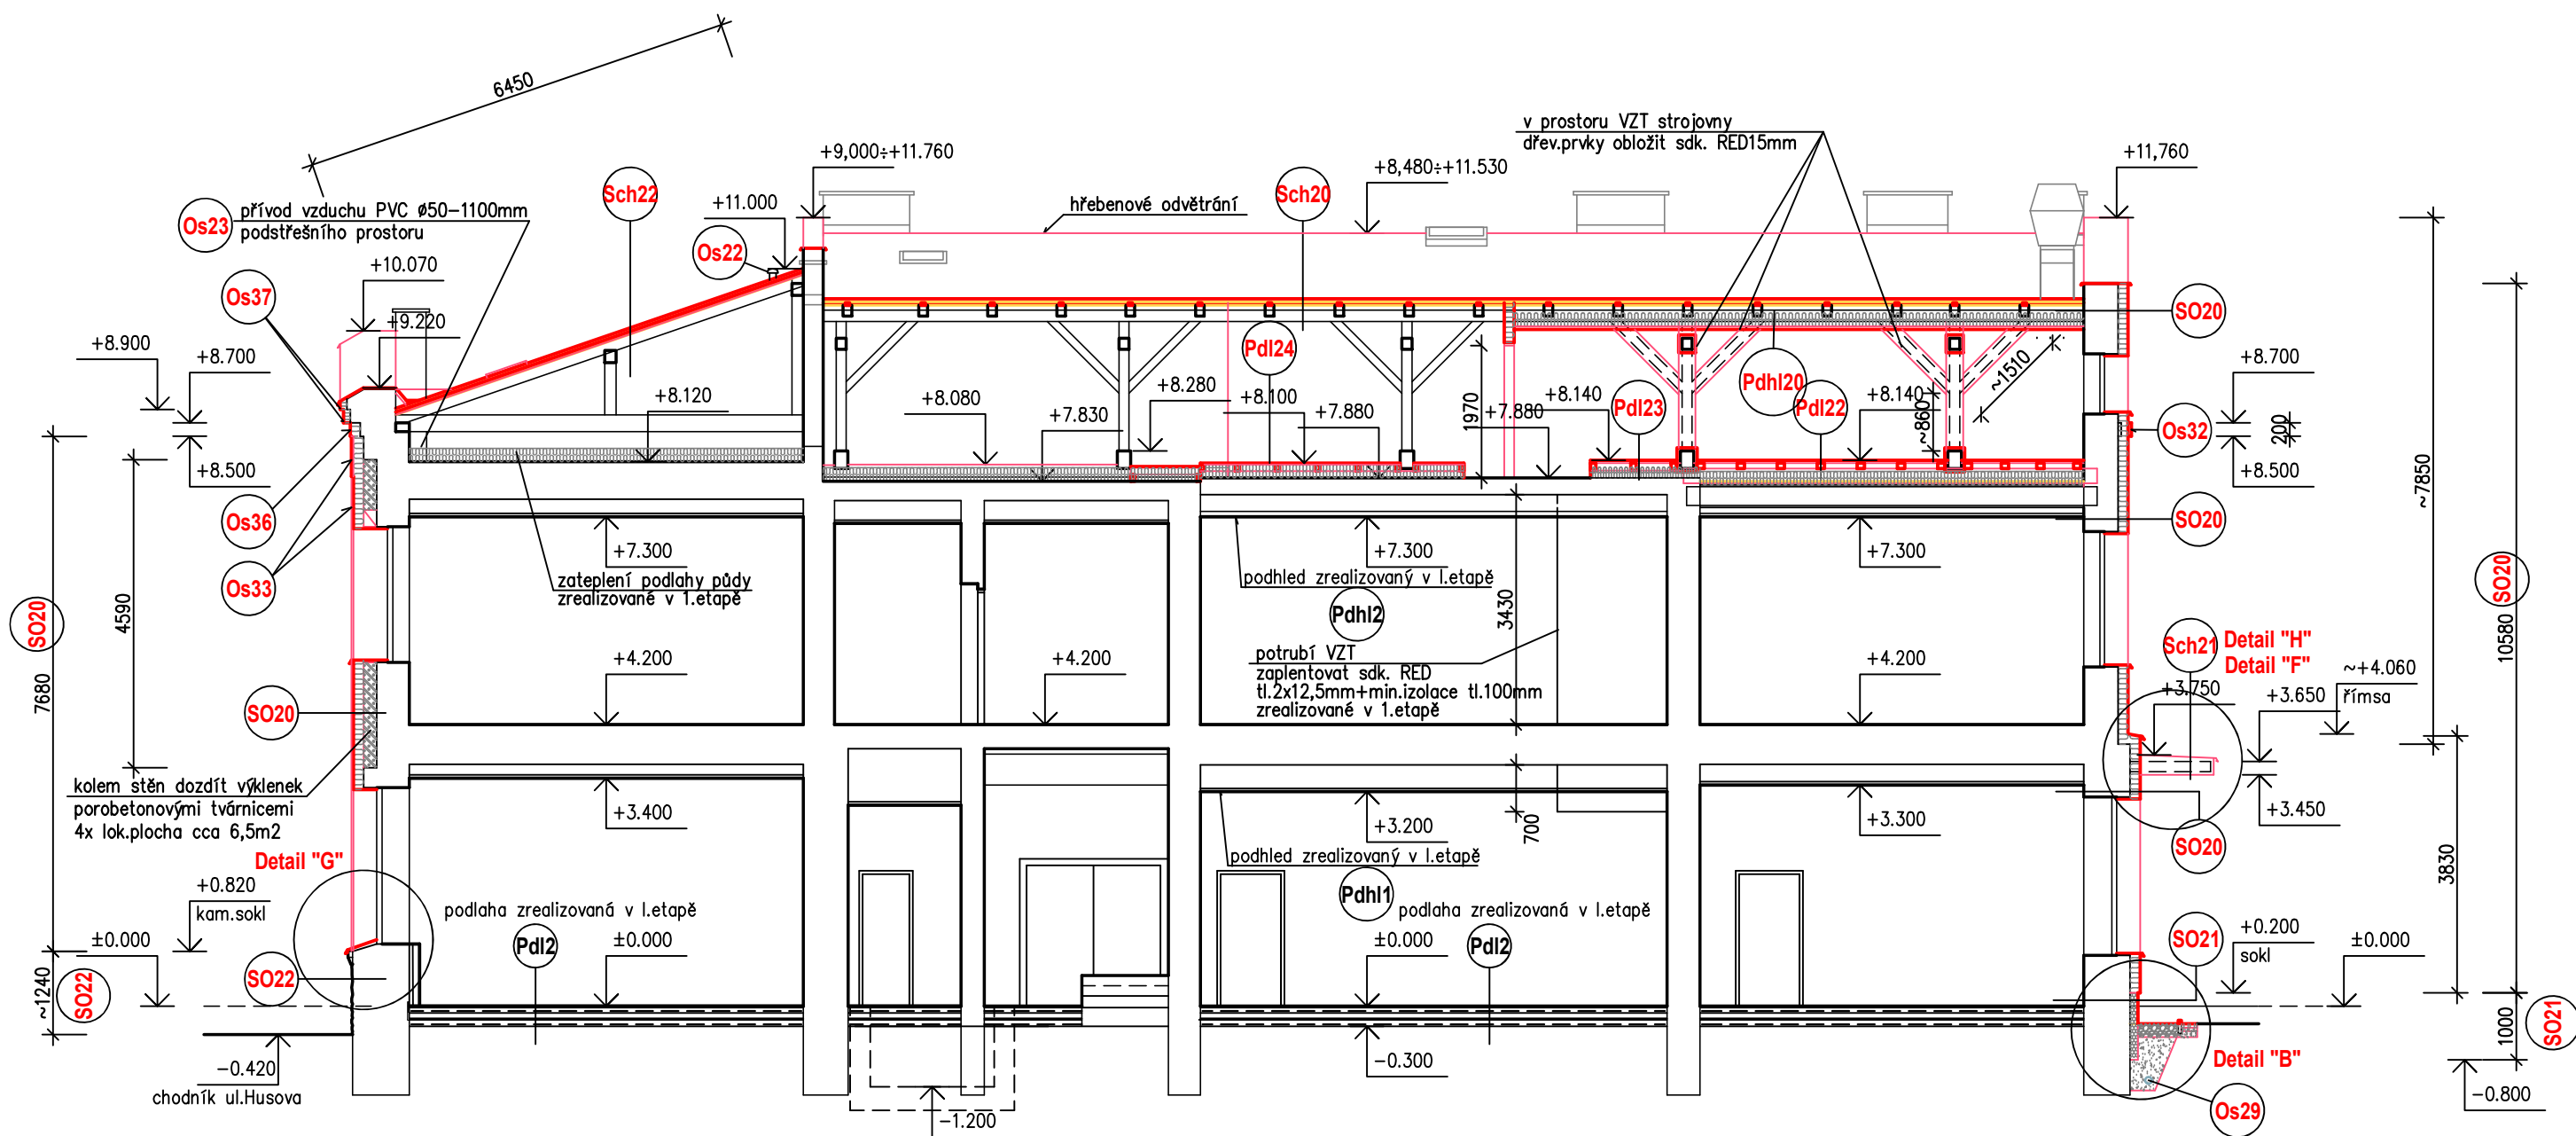 6450
v prostoru VZT strojovny
dřev.prvky obložit sdk. RED15mm
+9,000÷+11.760
+8,480÷+11.530
+11,760
Sch22
Sch20
Os23
přívod vzduchu PVC ø50–1100mm
podstřešního prostoru
+11.000
hřebenové odvětrání
Os22
+10.070
Os37
+9.220
SO20
+8.900
+8.700
Pdl24
Pdhl20
~1510
+8.700
+8.120
+8.080
+7.830
+8.280
+8.100
+7.880
1970
+7.880
+8.140
Pdl23
Pdl22
+8.140
~860
Os32
200
+8.500
+8.500
~7850
Os36
SO20
+7.300
+7.300
+7.300
Os33
zateplení podlahy půdy
zrealizované v 1.etapě
podhled zrealizovaný v I.etapě
Pdhl2
3430
SO20
4590
SO20
10580
potrubí VZT
zaplentovat sdk. RED
tl.2x12,5mm+min.izolace tl.100mm
zrealizované v 1.etapě
+4.200
+4.200
+4.200
Sch21
Detail "H"
Detail "F"
~+4.060
římsa
+3.750
+3.650
7680
SO20
kolem stěn dozdít výklenek
porobetonovými tvárnicemi
4x lok.plocha cca 6,5m2
+3.400
+3.200
700
+3.300
+3.450
SO20
Detail "G"
podhled zrealizovaný v I.etapě
Pdhl1
3830
+0.820
kam.sokl
podlaha zrealizovaná v I.etapě
podlaha zrealizovaná v I.etapě
±0.000
Pdl2
±0.000
±0.000
Pdl2
SO21
+0.200
sokl
±0.000
~1240
SO22
SO22
1000
SO21
−0.420
chodník ul.Husova
−0.300
−1.200
Detail "B"
−0.800
Os29